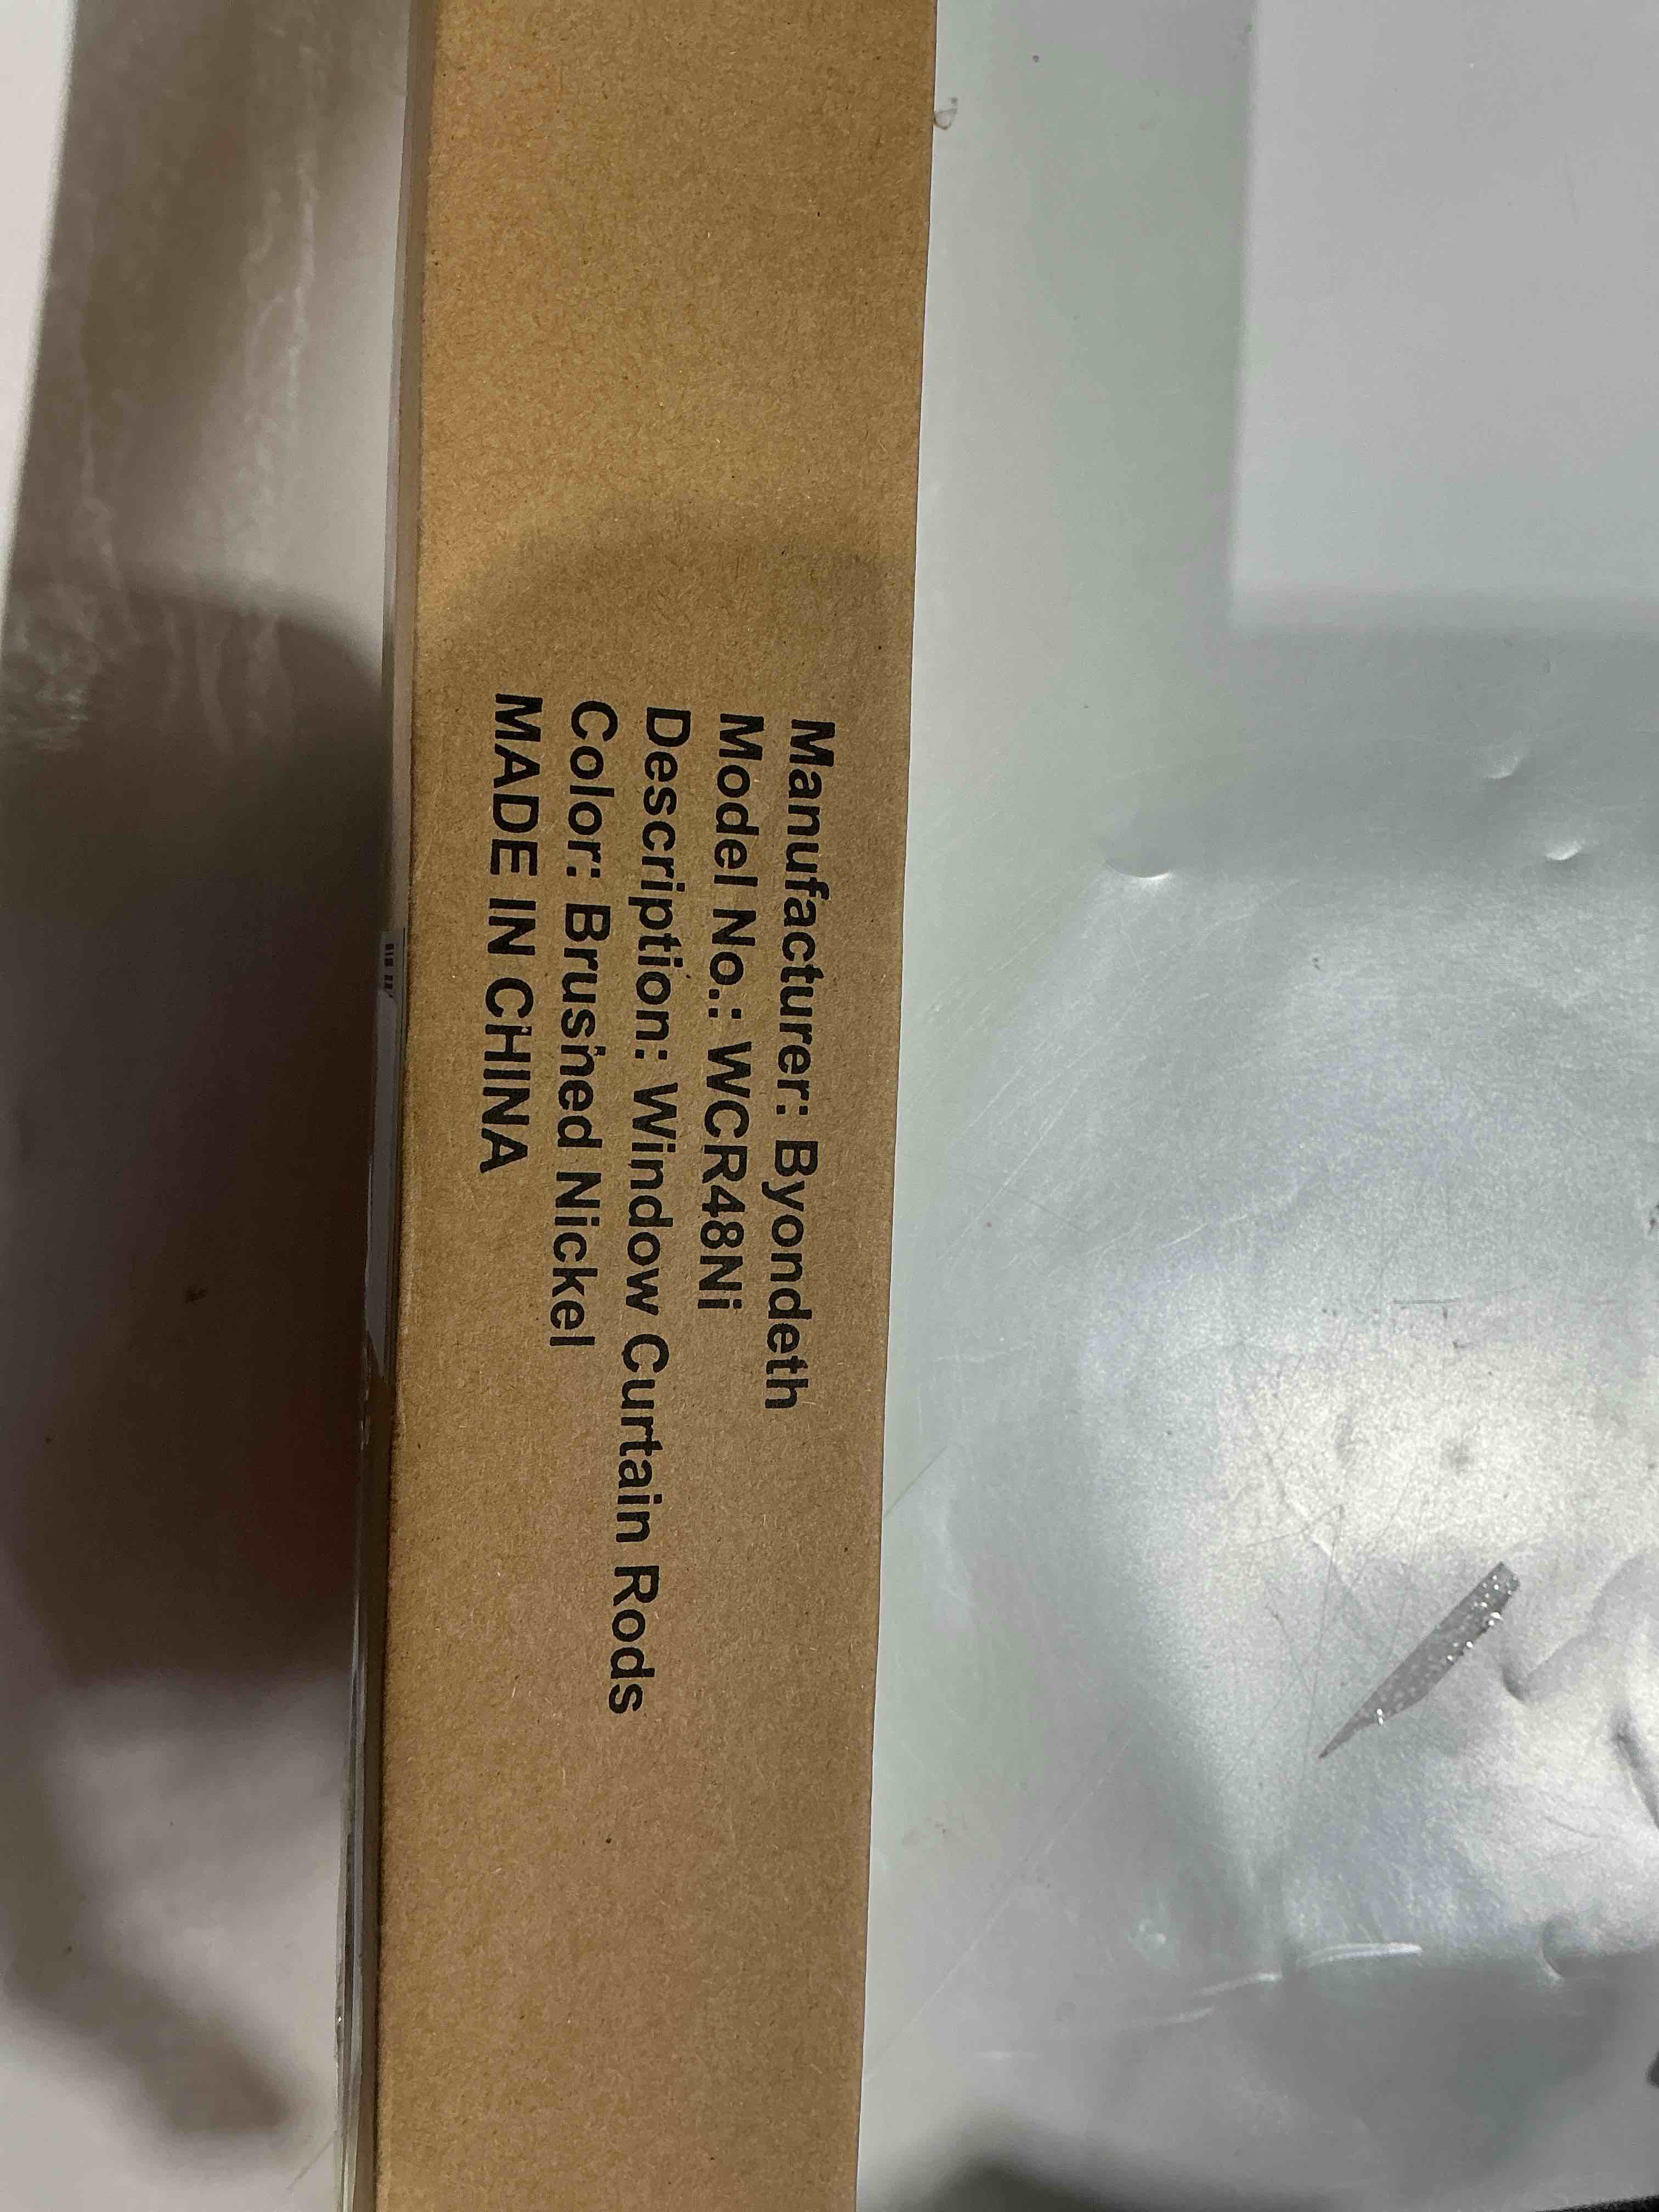 Manufacturer: Byondeth
Model No.: WCR48Ni
Description: Window Curtain Rods
Color: Brushed Nickel
MADE IN CHINA